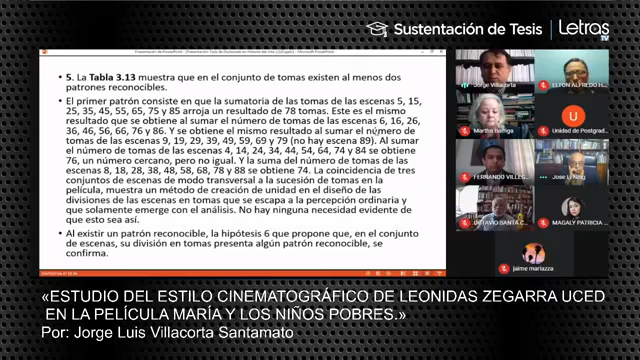 Sustentación de Tesis
Letras
TV
Presentación de PowerPoint
5. La Tabla 3.13 muestra que en el conjunto de tomas existen al menos dos
patrones reconocibles.
El primer patrón consiste en que la sumatoria de las tomas de las escenas 5, 15,
25, 35, 45, 55, 65, 75 y 85 arroja un resultado de 78 tomas. Este es el mismo
resultado que se obtiene al sumar el número de tomas de las escenas 6, 16, 26,
36, 46, 56, 66, 76 y 86. Y se obtiene el mismo resultado al sumar el número de
tomas de las escenas 9, 19, 29, 39, 49, 59, 69 y 79 (no hay escena 89). Al sumar
el número de tomas de las escenas 4, 14, 24, 34, 44, 54, 64, 74 y 84 se obtiene
76, un número cercano, pero no igual. Y la suma del número de tomas de las
escenas 8, 18, 28, 38, 48, 58, 68, 78 y 88 se obtiene 74. La coincidencia de tres
conjuntos de escenas de modo transversal a la sucesión de tomas en la
película, muestra un método de creación de unidad en el diseño de las
divisiones de las escenas en tomas que se escapa a la percepción ordinaria y
que solamente emerge con el análisis. No hay ninguna necesidad evidente de
que esto sea así.
Al existir un patrón reconocible, la hipótesis 6 que propone que, en el conjunto
de escenas, su división en tomas presenta algún patrón reconocible, se
confirma.
Jorge Villacorta
ELTON ALFREDO H
Martha Barriga
U
Unidad de Postgrad
FERNANDO VILLEG
Jose Li Ning
OCTAVIO SANTA C
MAGALY PATRICIA
jaime mariazza
«ESTUDIO DEL ESTILO CINEMATOGRÁFICO DE LEONIDAS ZEGARRA UCED
EN LA PELÍCULA MARÍA Y LOS NIÑOS POBRES.»
Por: Jorge Luis Villacorta Santamato